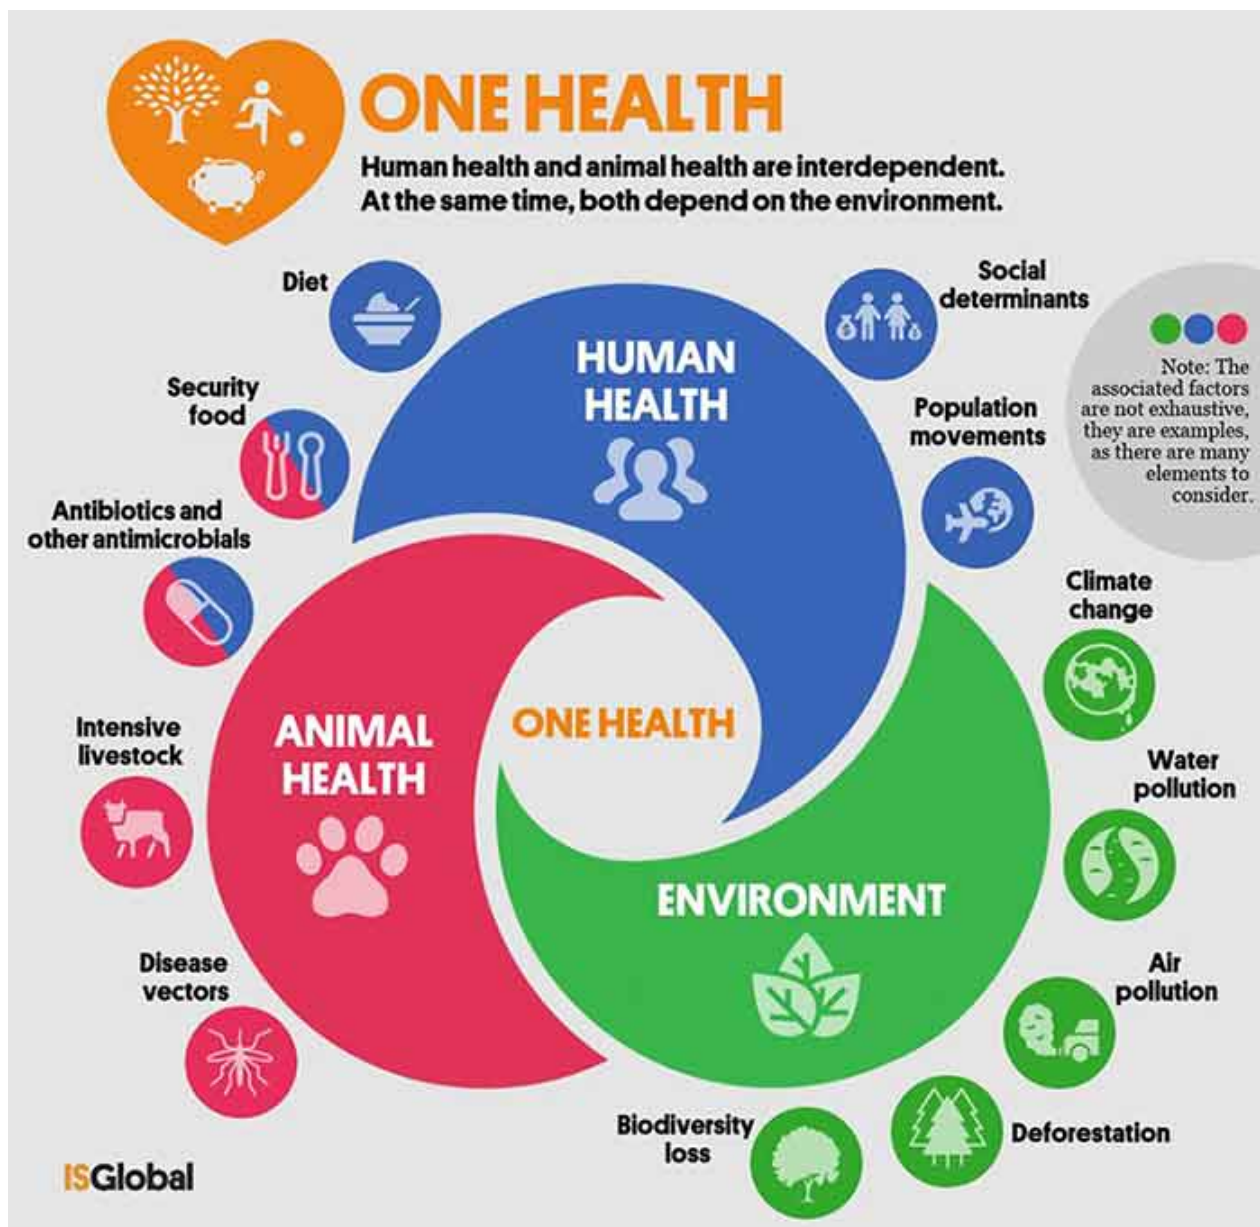 ONE HEALTH
Human health and animal health are interdependent.
At the same time, both depend on the environment.
Diet
Social
determinants
HUMAN
HEALTH
Note: The
associated factors
are not exhaustive,
they are examples,
as there are many
elements to
consider.
Security
food
Population
movements
Antibiotics and
other antimicrobials
Climate
change
ANIMAL
HEALTH
ONE HEALTH
Intensive
livestock
Water
pollution
ENVIRONMENT
Disease
vectors
Air
pollution
Biodiversity
loss
Deforestation
ISGlobal